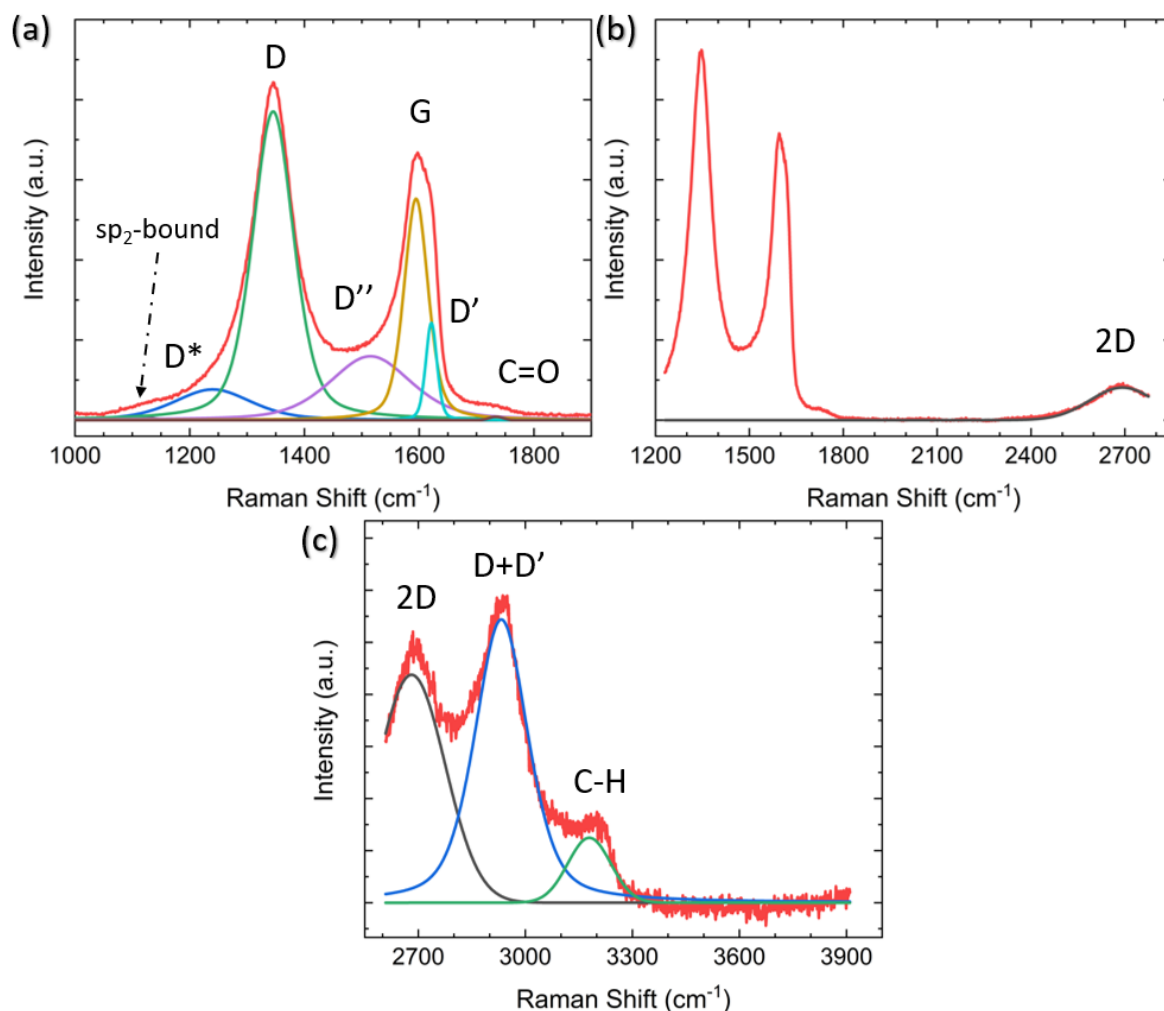 (a)
D
G
sp₂-bound
D''
D'
D*
C=O
Intensity (a.u.)
1000 1200 1400 1600 1800
Raman Shift (cm⁻¹)
(b)
2D
Intensity (a.u.)
1200 1500 1800 2100 2400 2700
Raman Shift (cm⁻¹)
(c)
D+D'
2D
C-H
Intensity (a.u.)
2700 3000 3300 3600 3900
Raman Shift (cm⁻¹)